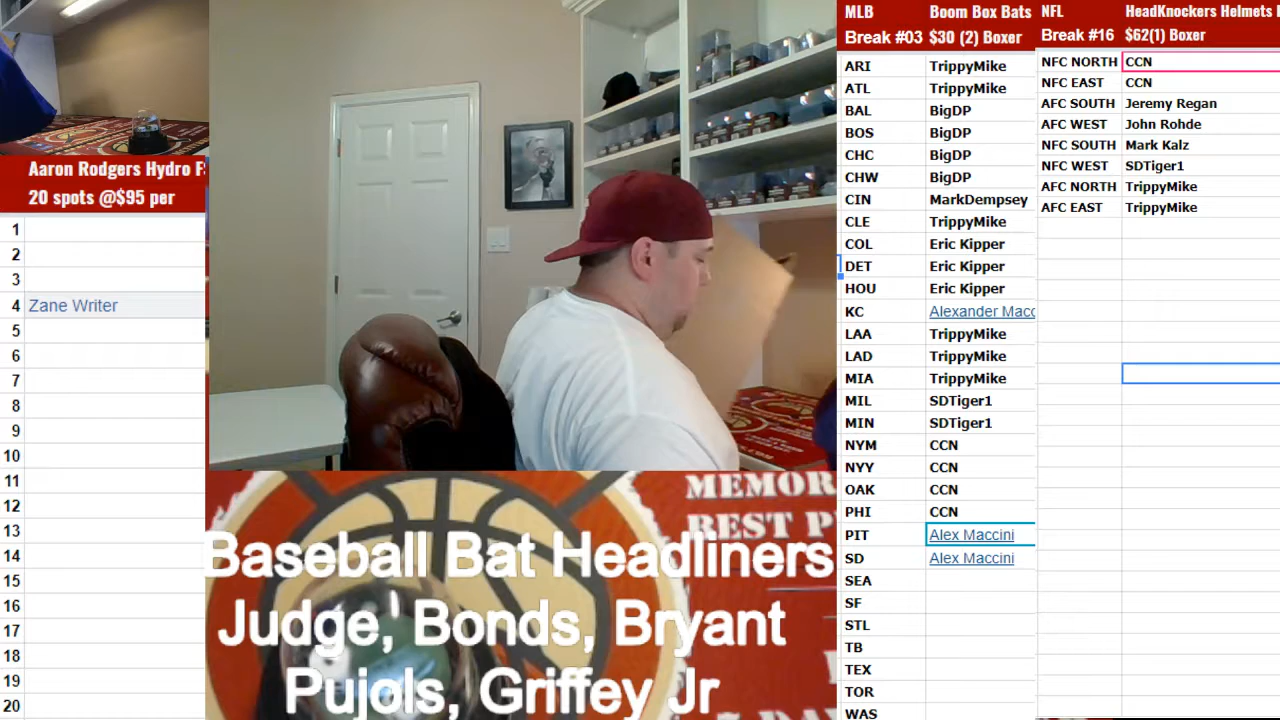 Aaron Rodgers Hydro
20 spots @$95 per
1
2
3
4 Zane Writer
5
6
7
8
9
10
11
12
13
14
15
16
17
18
19
20
Baseball Bat Headliners
Judge, Bonds, Bryant
Pujols, Griffey Jr
MLB Boom Box Bats
Break #03 $30 (2) Boxer
ARI TrippyMike
ATL TrippyMike
BAL BigDP
BOS BigDP
CHC BigDP
CHW BigDP
CIN MarkDempsey
CLE TrippyMike
COL Eric Kipper
DET Eric Kipper
HOU Eric Kipper
KC Alexander Macc
LAA TrippyMike
LAD TrippyMike
MIA TrippyMike
MIL SDTiger1
MIN SDTiger1
NYM CCN
NYY CCN
OAK CCN
PHI CCN
PIT Alex Maccini
SD Alex Maccini
SEA
SF
STL
TB
TEX
TOR
WAS
NFL HeadKnockers Helmets
Break #16 $62(1) Boxer
NFC NORTH CCN
NFC EAST CCN
AFC SOUTH Jeremy Regan
AFC WEST John Rohde
NFC SOUTH Mark Kalz
NFC WEST SDTiger1
AFC NORTH TrippyMike
AFC EAST TrippyMike